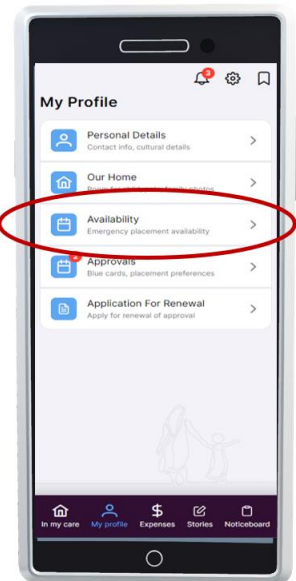 3
My Profile
Personal Details
Contact info, cultural details
Our Home
Availability
Emergency placement availability
Approvals
Blue cards, placement preferences
Application For Renewal
Apply for renewal of approval
In my care My profile Expenses Stories Noticeboard